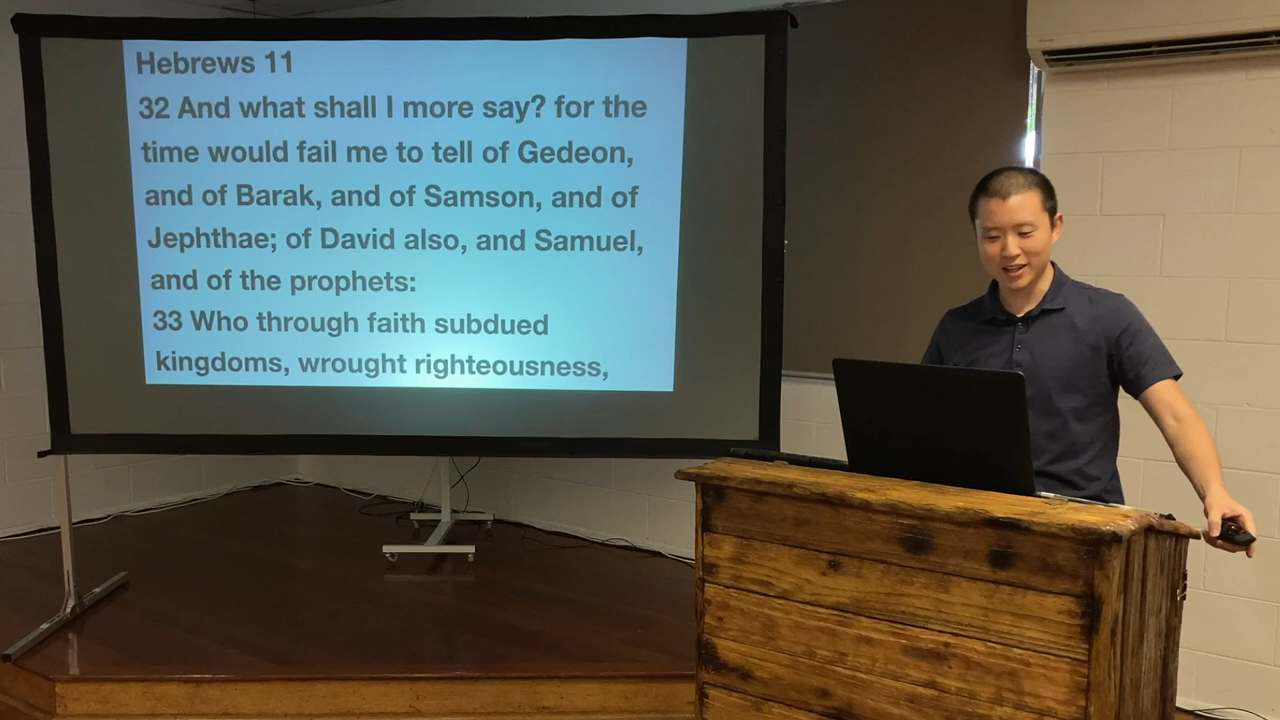 Hebrews 11
32 And what shall I more say? for the
time would fail me to tell of Gedeon,
and of Barak, and of Samson, and of
Jephthae; of David also, and Samuel,
and of the prophets:
33 Who through faith subdued
kingdoms, wrought righteousness,